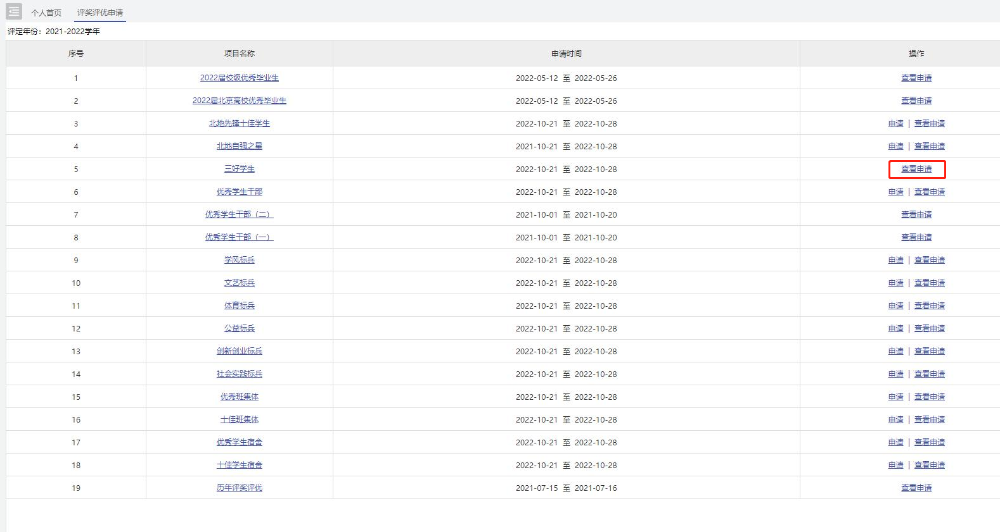 个人首页 评奖评优申请
评定年份：2021-2022学年
序号 项目名称 申请时间 操作
1 2022届校级优秀毕业生 2022-05-12 至 2022-05-26 查看申请
2 2022届北京高校优秀毕业生 2022-05-12 至 2022-05-26 查看申请
3 北地先锋十佳学生 2022-10-21 至 2022-10-28 申请 | 查看申请
4 北地自强之星 2021-10-21 至 2022-10-28 申请 | 查看申请
5 三好学生 2022-10-21 至 2022-10-28 查看申请
6 优秀学生干部 2022-10-21 至 2022-10-28 申请 | 查看申请
7 优秀学生干部（二） 2021-10-01 至 2021-10-20 查看申请
8 优秀学生干部（一） 2021-10-01 至 2021-10-20 查看申请
9 学风标兵 2022-10-21 至 2022-10-28 申请 | 查看申请
10 文艺标兵 2022-10-21 至 2022-10-28 申请 | 查看申请
11 体育标兵 2022-10-21 至 2022-10-28 申请 | 查看申请
12 公益标兵 2022-10-21 至 2022-10-28 申请 | 查看申请
13 创新创业标兵 2022-10-21 至 2022-10-28 申请 | 查看申请
14 社会实践标兵 2022-10-21 至 2022-10-28 申请 | 查看申请
15 优秀班集体 2022-10-21 至 2022-10-28 申请 | 查看申请
16 十佳班集体 2022-10-21 至 2022-10-28 申请 | 查看申请
17 优秀学生宿舍 2022-10-21 至 2022-10-28 申请 | 查看申请
18 十佳学生宿舍 2022-10-21 至 2022-10-28 申请 | 查看申请
19 历年评奖评优 2021-07-15 至 2021-07-16 查看申请